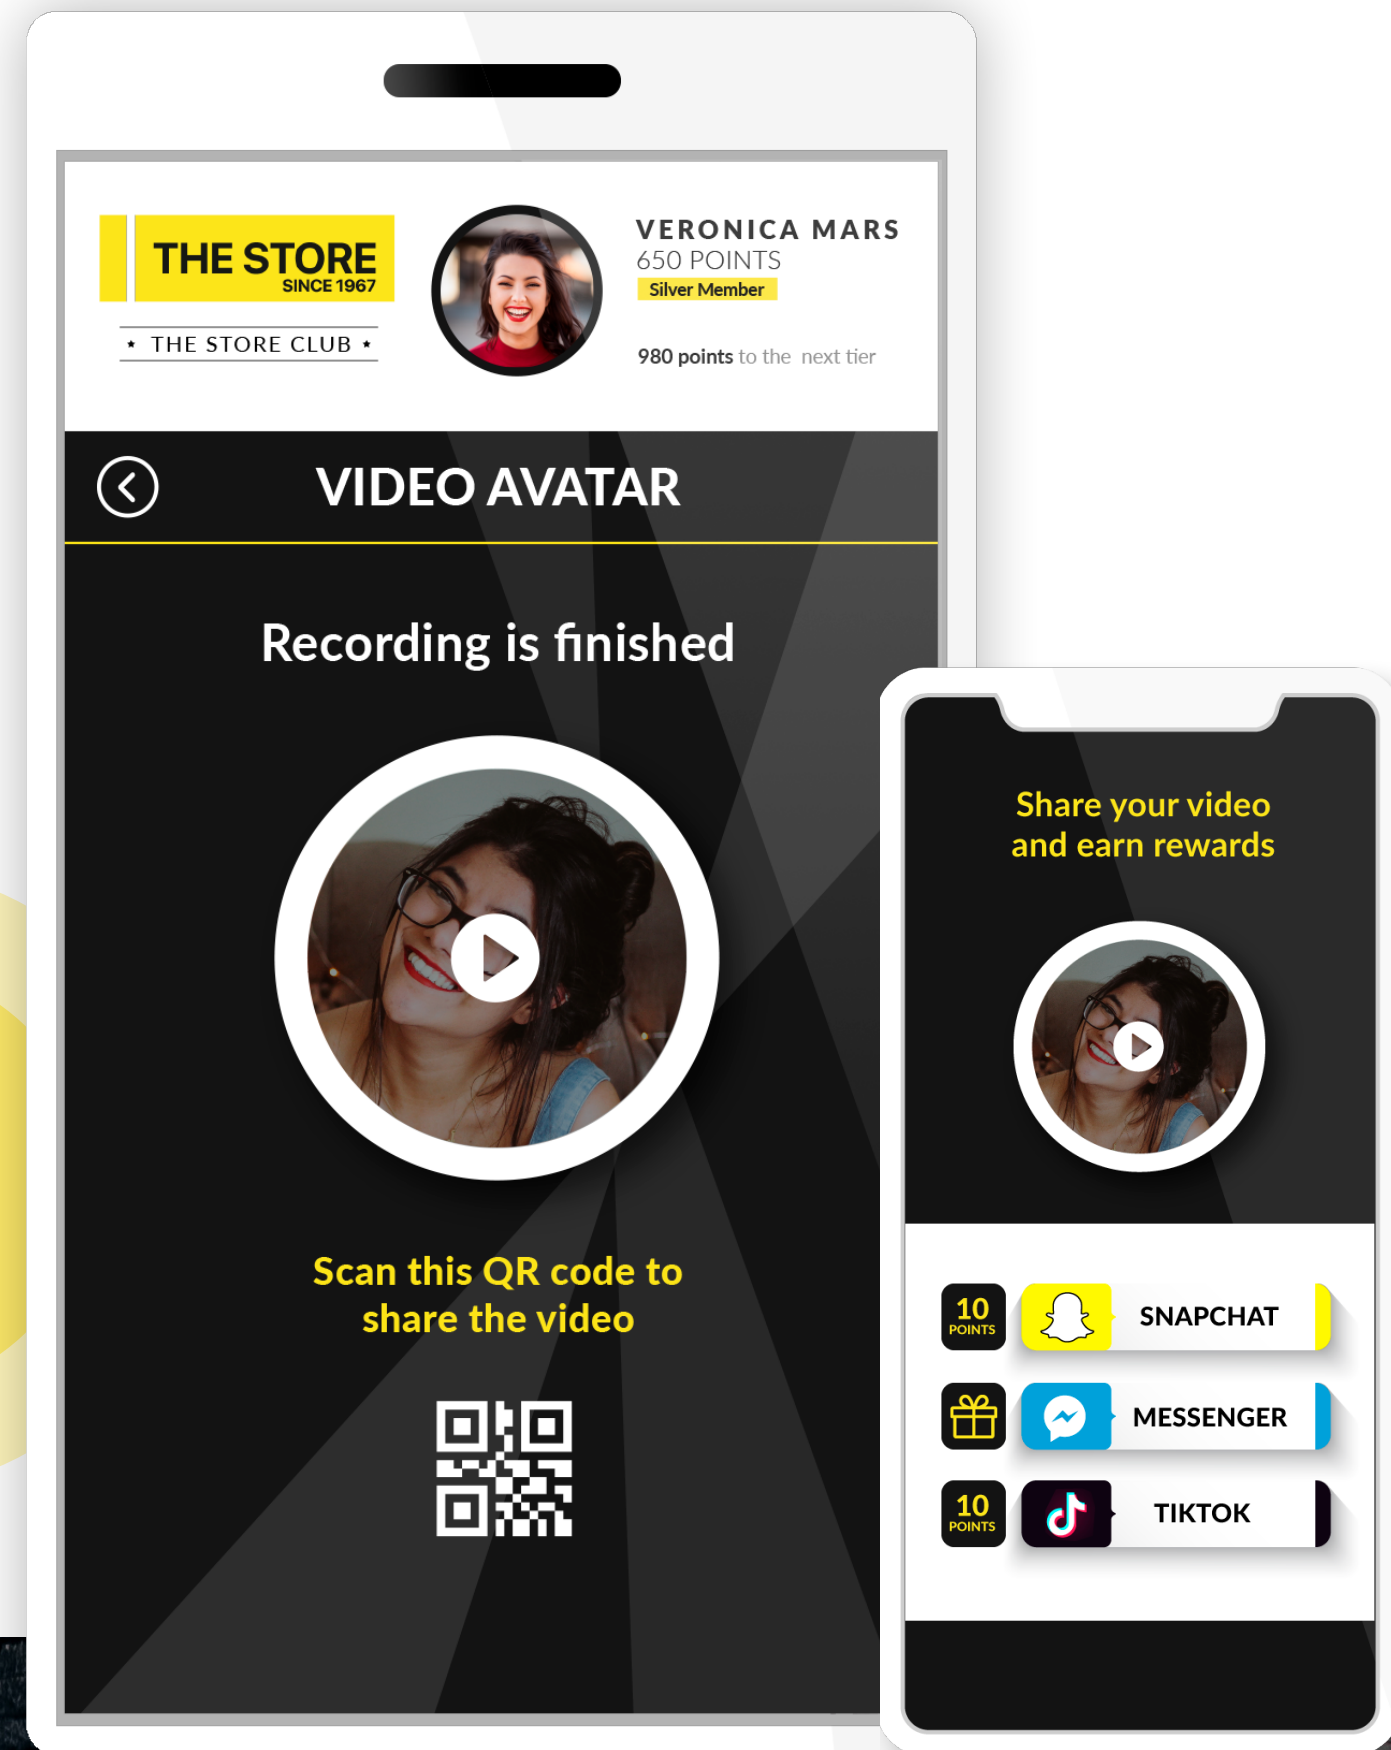 THE STORE
SINCE 1967
THE STORE CLUB
VERONICA MARS
650 POINTS
Silver Member
980 points to the next tier
VIDEO AVATAR
Recording is finished
Scan this QR code to
share the video
Share your video
and earn rewards
10
POINTS
SNAPCHAT
MESSENGER
10
POINTS
TIKTOK